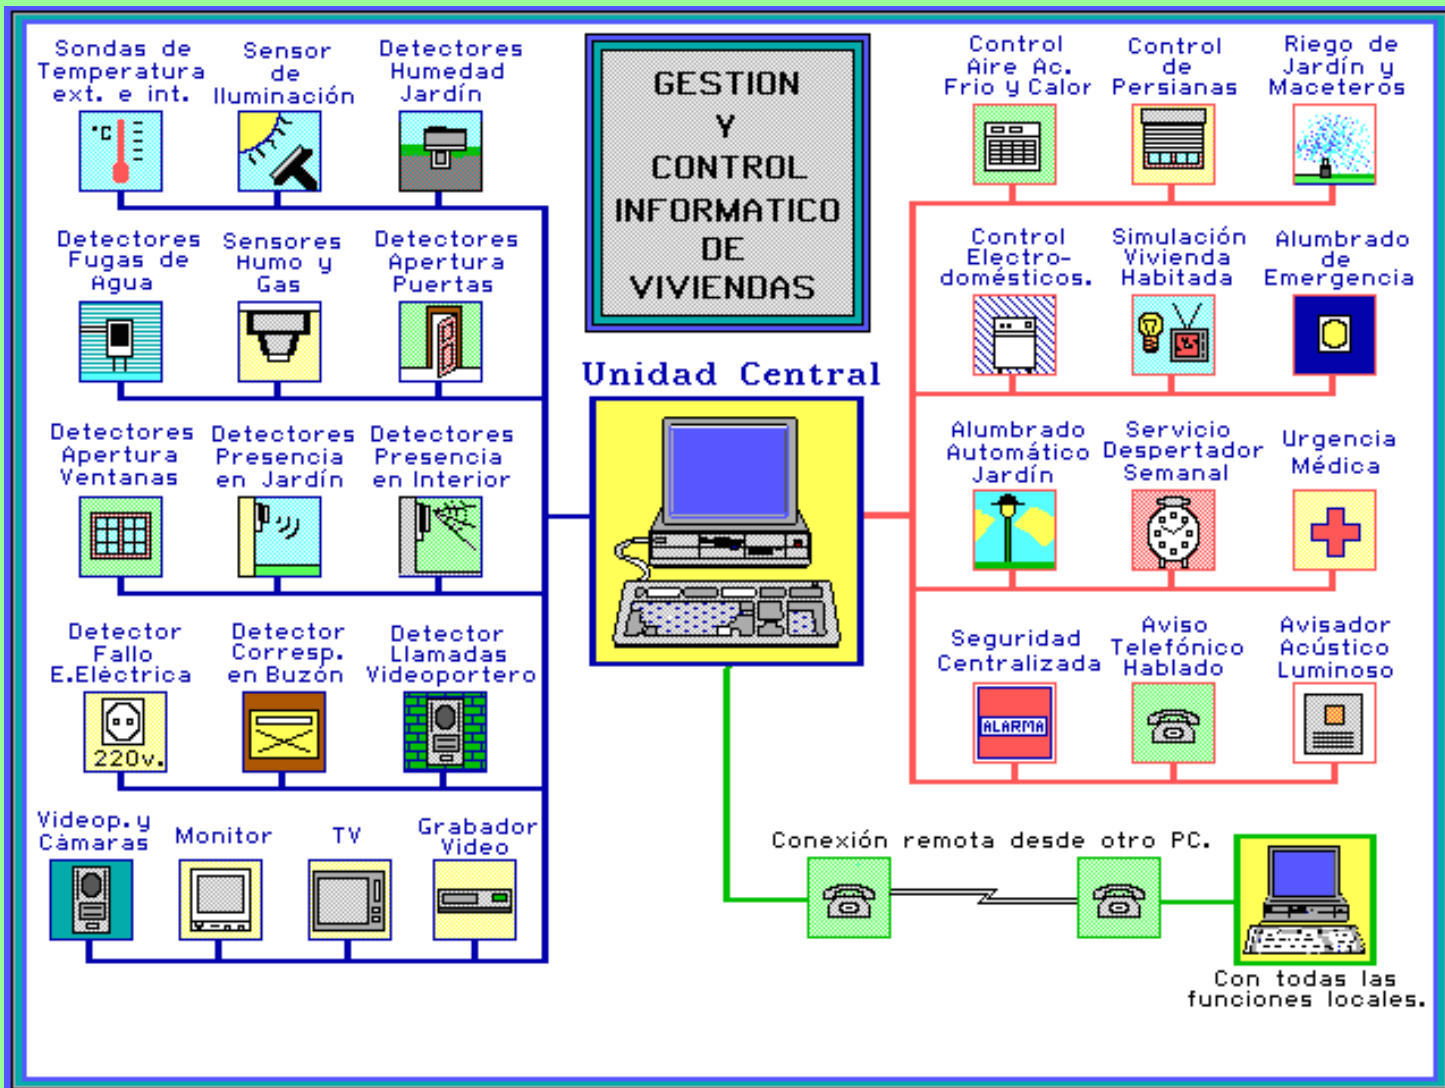 Sondas de
Temperatura
ext. e int.
°C
Sensor
de
Iluminación
Detectores
Humedad
Jardín
GESTION
Y
CONTROL
INFORMATICO
DE
VIVIENDAS
Control
Aire Ac.
Frio y Calor
Control
de
Persianas
Riego de
Jardín y
Maceteros
Detectores
Fugas de
Agua
Sensores
Humo y
Gas
Detectores
Apertura
Puertas
Control
Electro-
domésticos.
Simulación
Vivienda
Habitada
Alumbrado
de
Emergencia
Unidad Central
Detectores
Apertura
Ventanas
Detectores
Presencia
en Jardín
Detectores
Presencia
en Interior
Alumbrado
Automático
Jardín
Servicio
Despertador
Semanal
Urgencia
Médica
Detector
Fallo
E.Eléctrica
220v.
Detector
Corresp.
en Buzón
Detector
Llamadas
Videoportero
Seguridad
Centralizada
ALARMA
Aviso
Telefónico
Hablado
Avisador
Acústico
Luminoso
Videop.y
Cámaras
Monitor
TV
Grabador
Video
Conexión remota desde otro PC.
Con todas las
funciones locales.